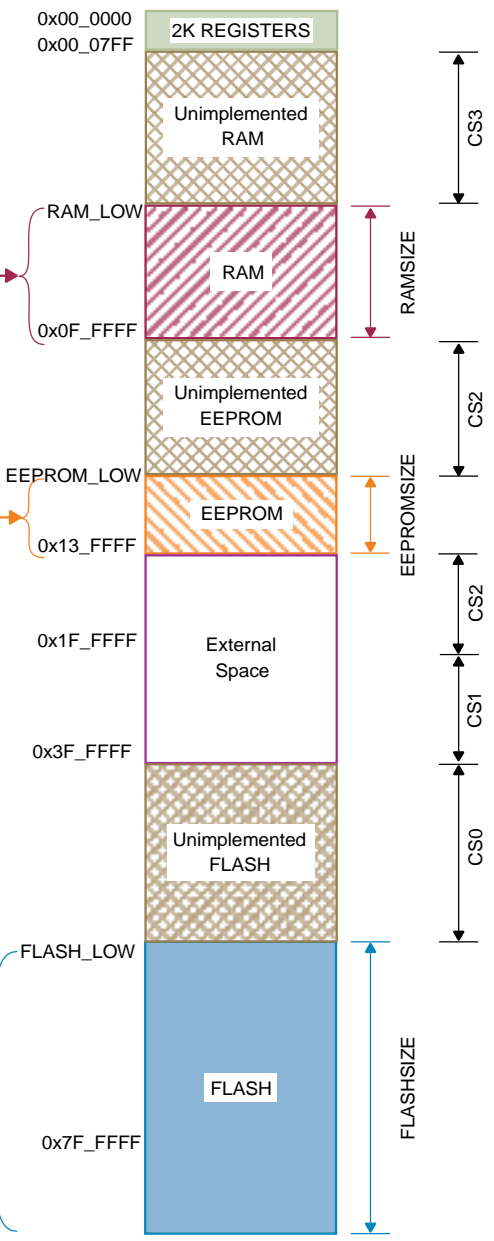 0x00_0000
2K REGISTERS
0x00_07FF
Unimplemented
RAM
CS3
RAM_LOW
RAM
RAMSIZE
0x0F_FFFF
Unimplemented
EEPROM
CS2
EEPROM_LOW
EEPROM
EEPROMSIZE
0x13_FFFF
CS2
0x1F_FFFF
External
Space
CS1
0x3F_FFFF
Unimplemented
FLASH
CS0
FLASH_LOW
FLASH
FLASHSIZE
0x7F_FFFF